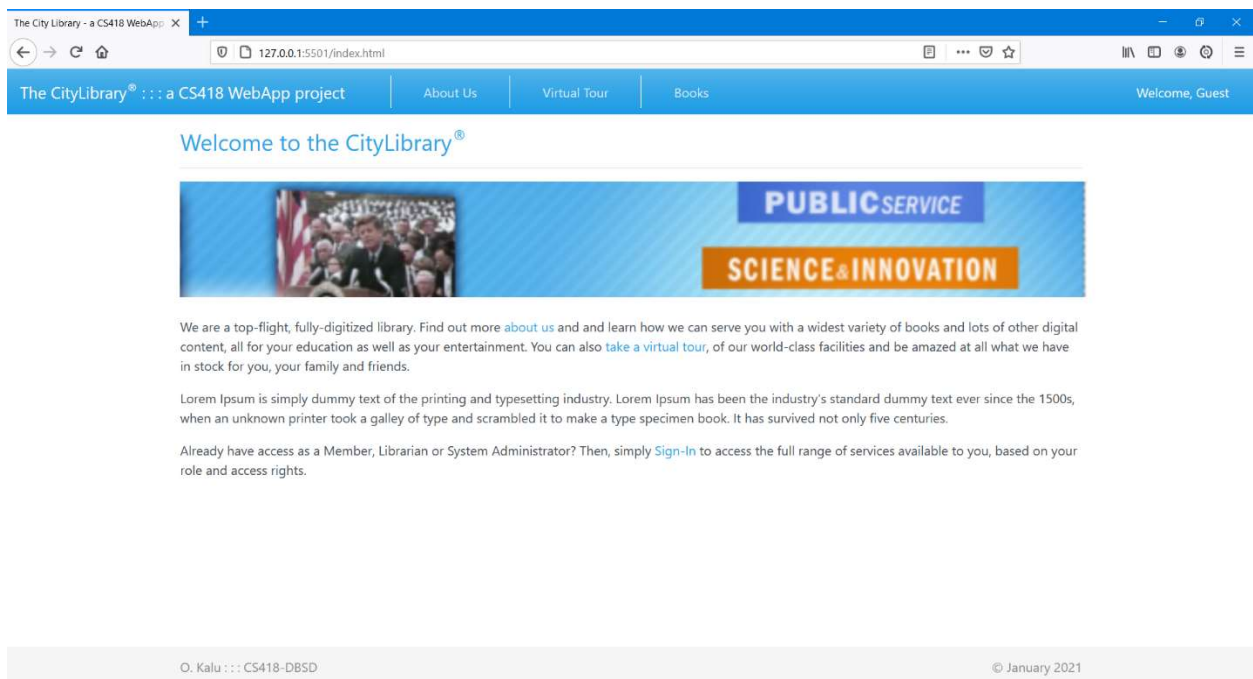 The City Library - a CS418 WebApp
127.0.0.1:5501/index.html
The CityLibrary® : : : a CS418 WebApp project
About Us
Virtual Tour
Books
Welcome, Guest
Welcome to the CityLibrary®
PUBLIC SERVICE
SCIENCE & INNOVATION
We are a top-flight, fully-digitized library. Find out more about us and and learn how we can serve you with a widest variety of books and lots of other digital
content, all for your education as well as your entertainment. You can also take a virtual tour, of our world-class facilities and be amazed at all what we have
in stock for you, your family and friends.
Lorem Ipsum is simply dummy text of the printing and typesetting industry. Lorem Ipsum has been the industry's standard dummy text ever since the 1500s,
when an unknown printer took a galley of type and scrambled it to make a type specimen book. It has survived not only five centuries.
Already have access as a Member, Librarian or System Administrator? Then, simply Sign-In to access the full range of services available to you, based on your
role and access rights.
O. Kalu : : : CS418-DBSD
© January 2021